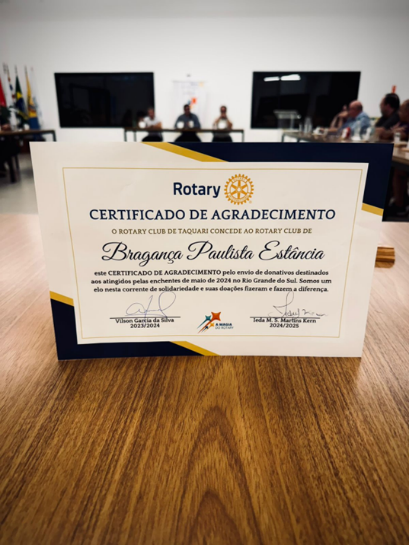 Rotary
CERTIFICADO DE AGRADECIMENTO
O ROTARY CLUB DE TAQUARI CONCEDE AO ROTARY CLUB DE
Bragança Paulista Estância
este CERTIFICADO DE AGRADECIMENTO pelo envio de donativos destinados
aos atingidos pelas enchentes de maio de 2024 no Rio Grande do Sul. Somos um
elo nesta corrente de solidariedade e suas doações fizeram e fazem a diferença.
Vilson Garcia da Silva
2023/2024
A MAGIA
DO ROTARY
Ieda M. S. Martins Kern
2024/2025